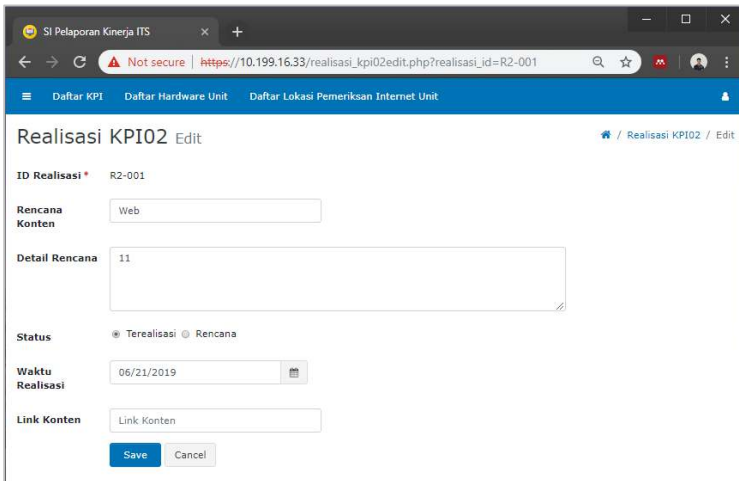 SI Pelaporan Kinerja ITS
Not secure | https://10.199.16.33/realisasi_kpi02edit.php?realisasi_id=R2-001
Daftar KPI Daftar Hardware Unit Daftar Lokasi Pemeriksan Internet Unit
Realisasi KPI02 Edit / Realisasi KPI02 / Edit
ID Realisasi * R2-001
Rencana Konten Web
Detail Rencana 11
Status Terealisasi Rencana
Waktu Realisasi 06/21/2019
Link Konten Link Konten
Save Cancel